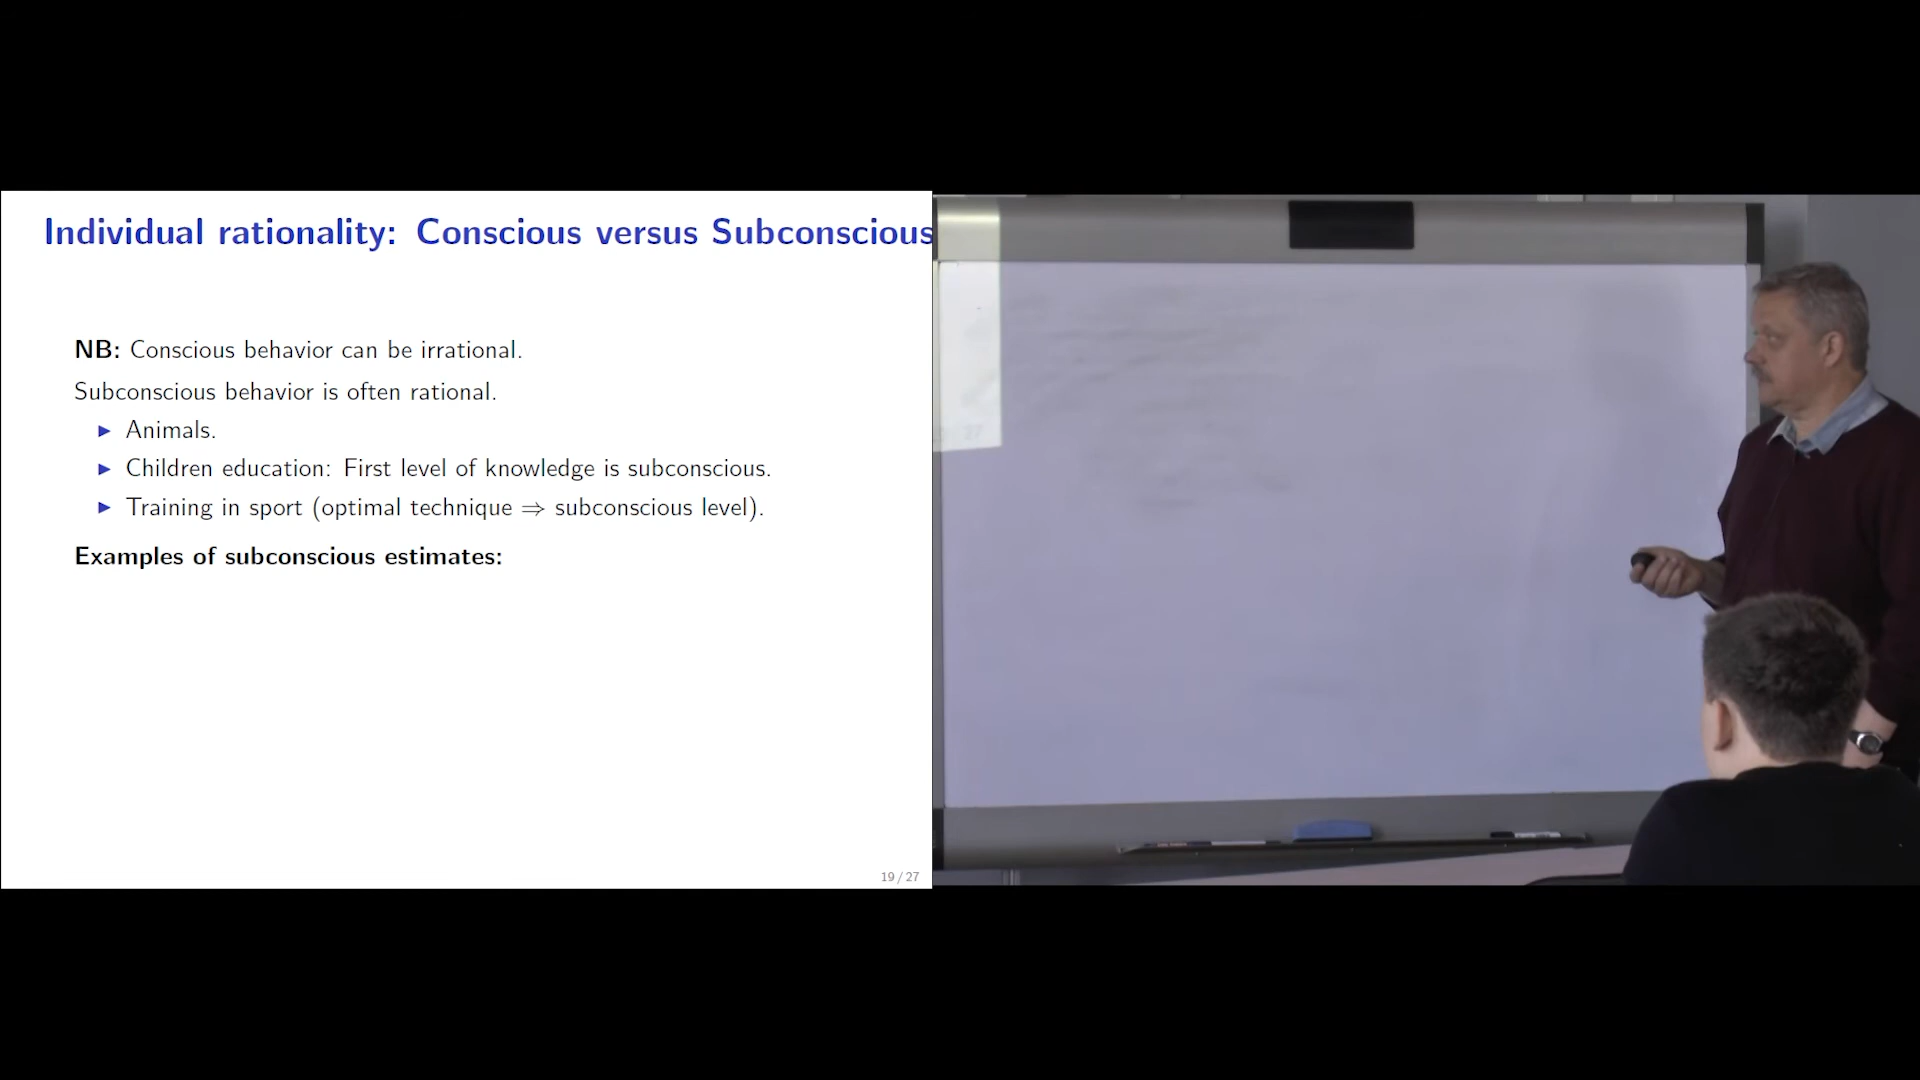 Individual rationality: Conscious versus Subconscious
NB: Conscious behavior can be irrational.
Subconscious behavior is often rational.
▶ Animals.
▶ Children education: First level of knowledge is subconscious.
▶ Training in sport (optimal technique ⇒ subconscious level).
Examples of subconscious estimates:
19 / 27
27